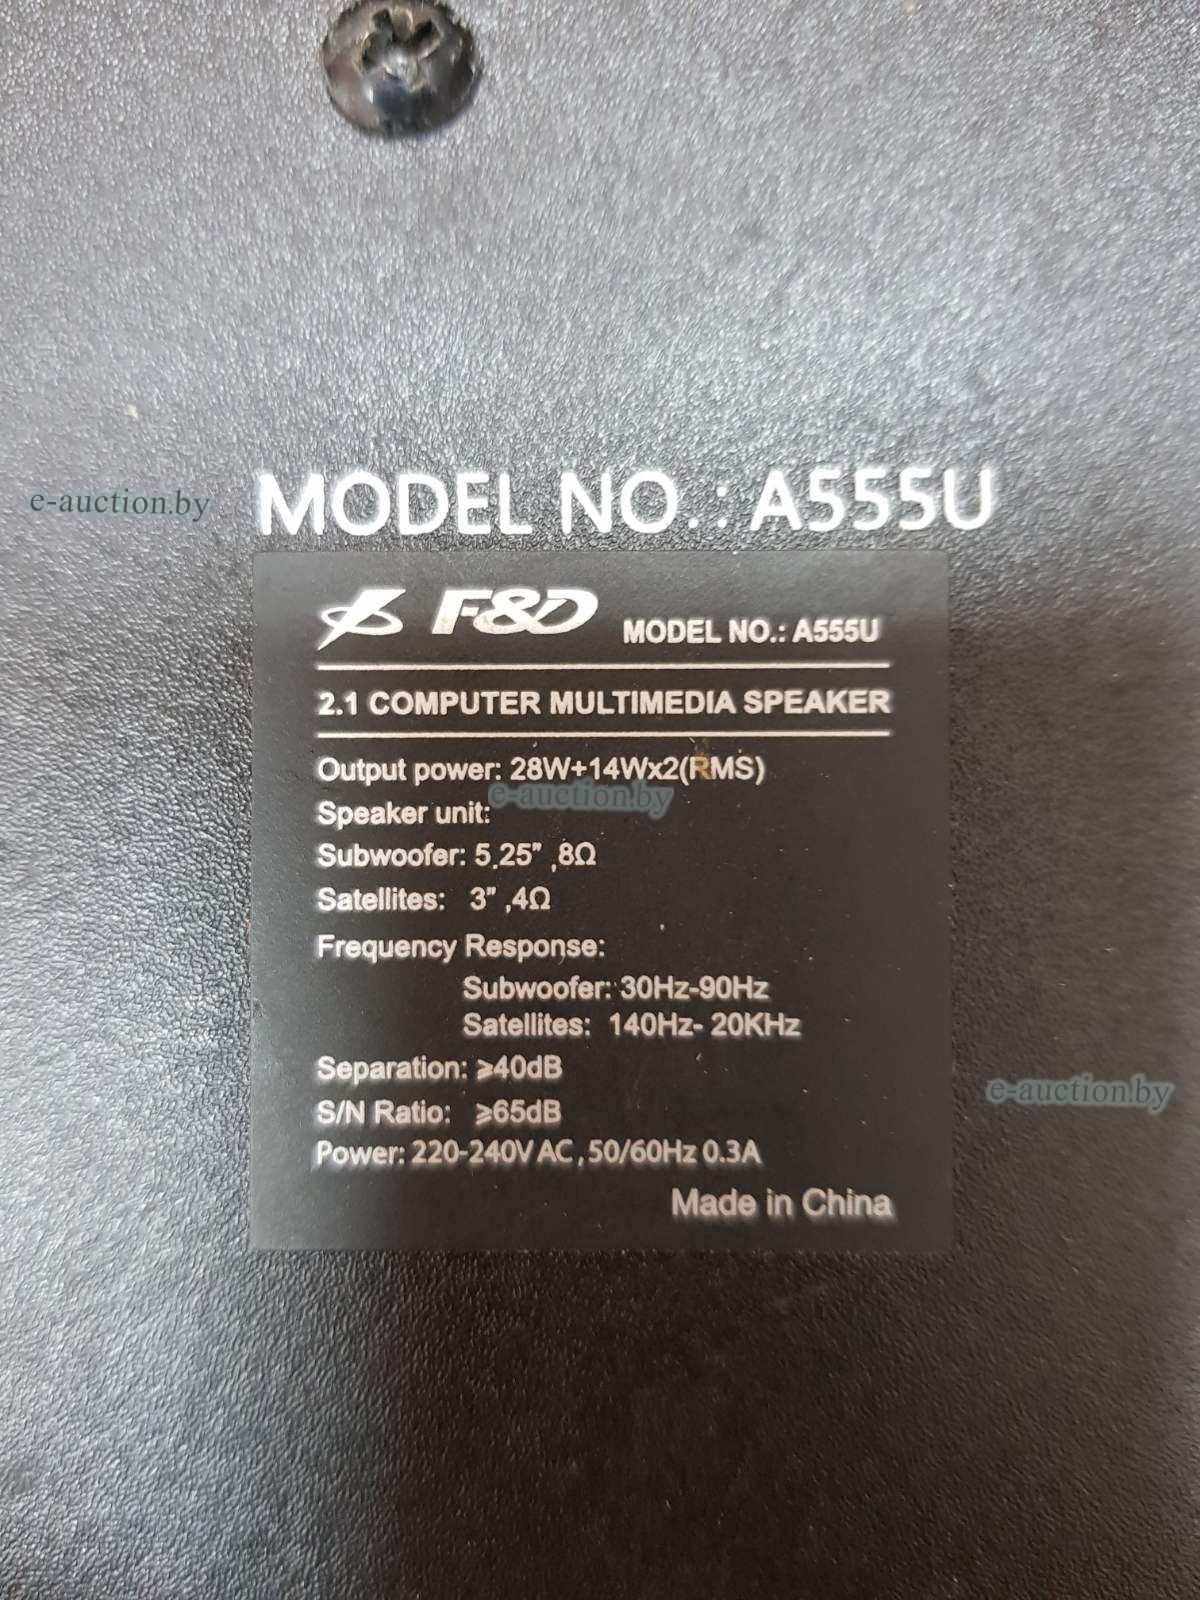 MODEL NO.: A555U
e-auction.by
F&D MODEL NO.: A555U
2.1 COMPUTER MULTIMEDIA SPEAKER
Output power: 28W+14Wx2(RMS)
e-auction.by
Speaker unit:
Subwoofer: 5.25" ,8Ω
Satellites: 3" ,4Ω
Frequency Response:
Subwoofer: 30Hz-90Hz
Satellites: 140Hz- 20KHz
Separation: ⩾40dB
e-auction.by
S/N Ratio: ⩾65dB
Power: 220-240V AC , 50/60Hz 0.3A
Made in China